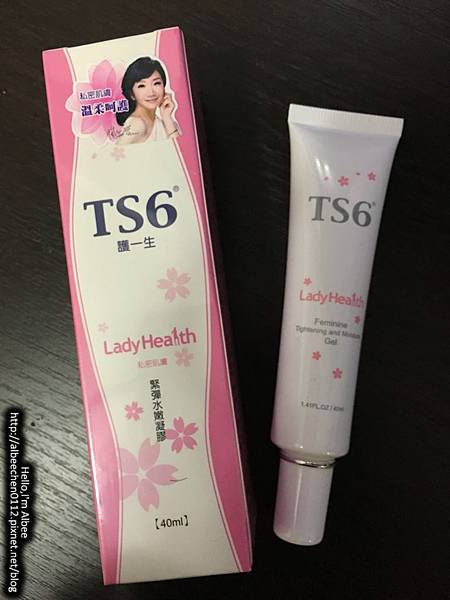 私密肌膚
溫柔呵護
TS6®
護一生
LadyHealth
私密肌膚
緊彈水嫩凝膠
【40ml】
TS6®
LadyHealth
Feminine
Tightening and Moisture
Gel
1.41FL.OZ / 40ml
Hello,I'm Albee
http://albeechen0112.pixnet.net/blog